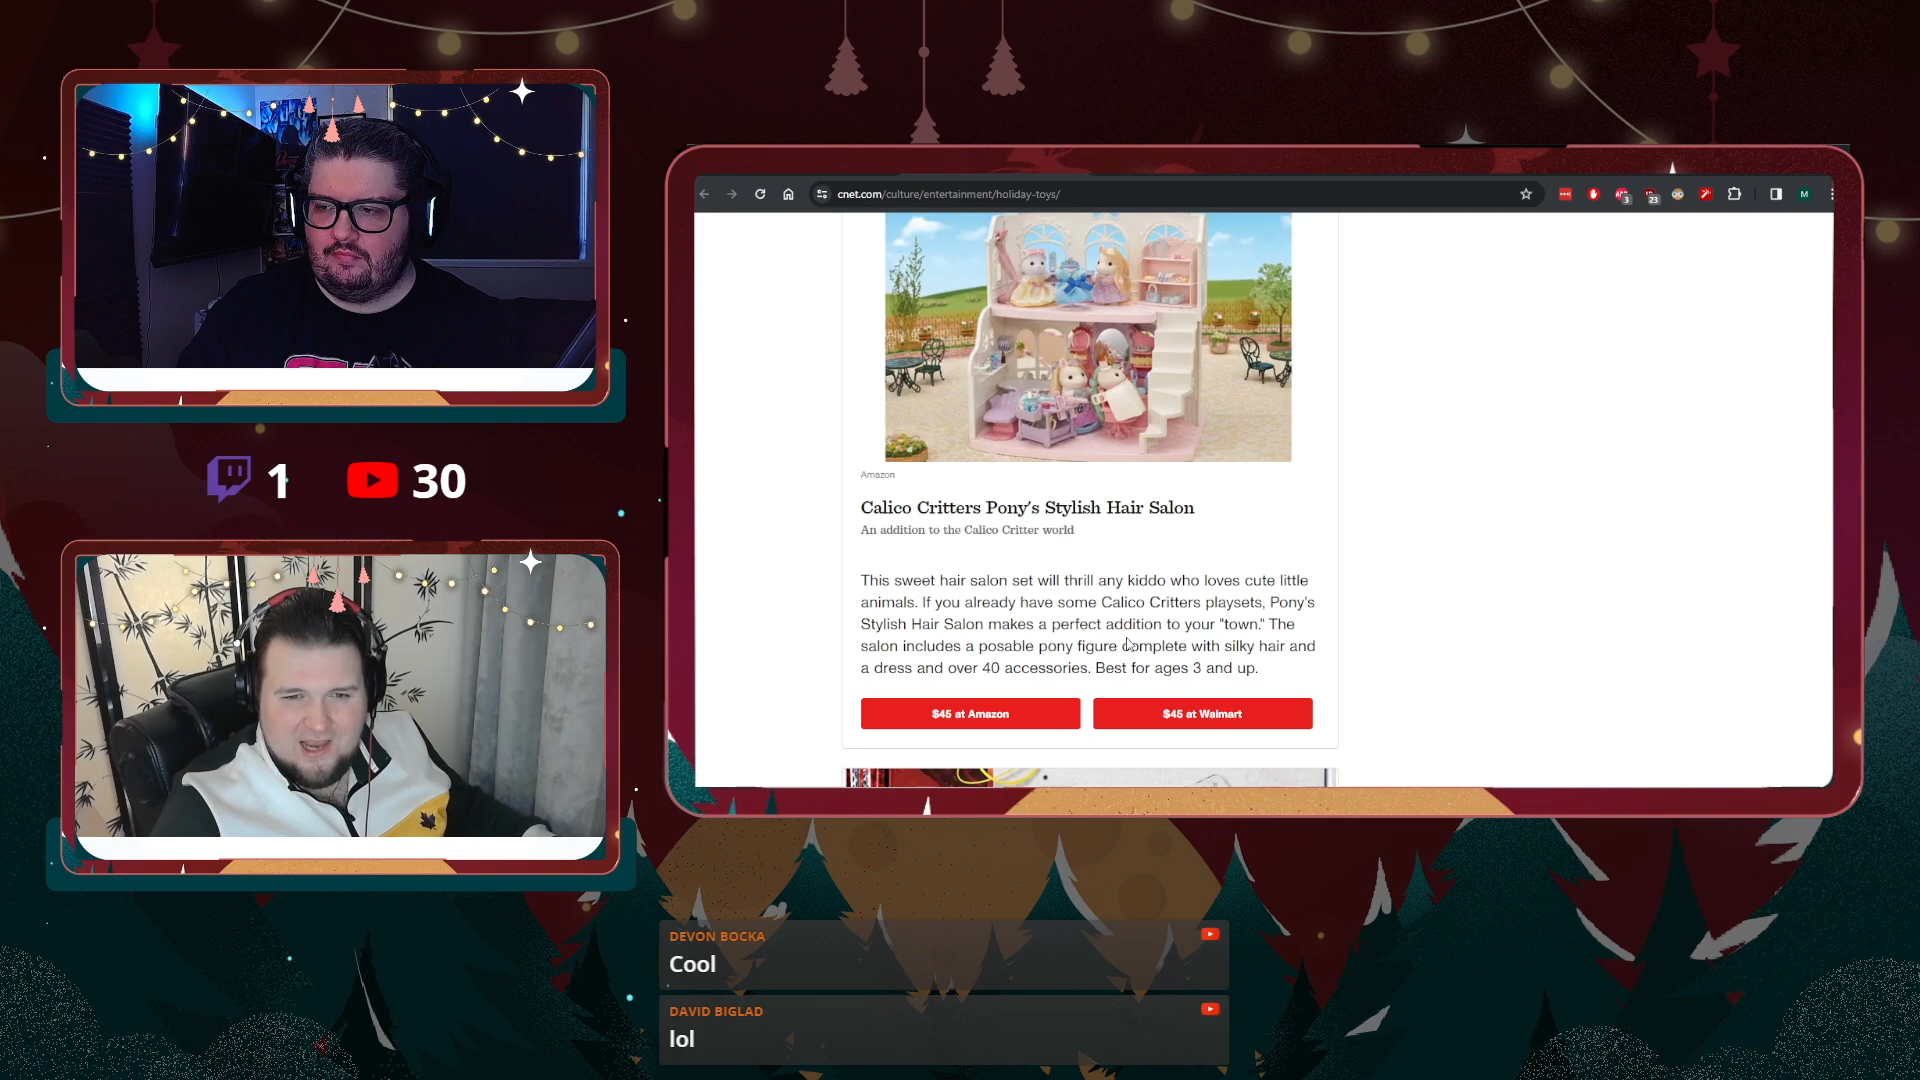 1
30
cnet.com/culture/entertainment/holiday-toys/
3
23
M
Amazon
Calico Critters Pony's Stylish Hair Salon
An addition to the Calico Critter world
This sweet hair salon set will thrill any kiddo who loves cute little
animals. If you already have some Calico Critters playsets, Pony's
Stylish Hair Salon makes a perfect addition to your "town." The
salon includes a posable pony figure complete with silky hair and
a dress and over 40 accessories. Best for ages 3 and up.
$45 at Amazon
$45 at Walmart
DEVON BOCKA
Cool
DAVID BIGLAD
lol